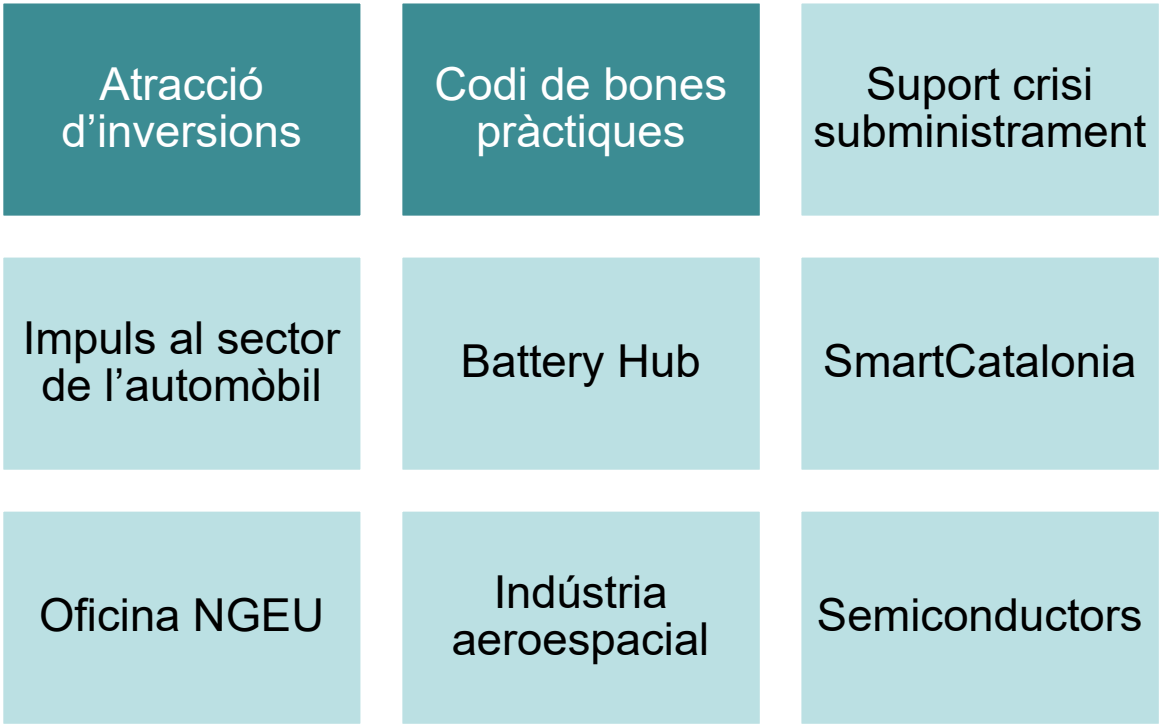 Atracció
d’inversions
Codi de bones
pràctiques
Suport crisi
subministrament
Impuls al sector
de l’automòbil
Battery Hub
SmartCatalonia
Oficina NGEU
Indústria
aeroespacial
Semiconductors